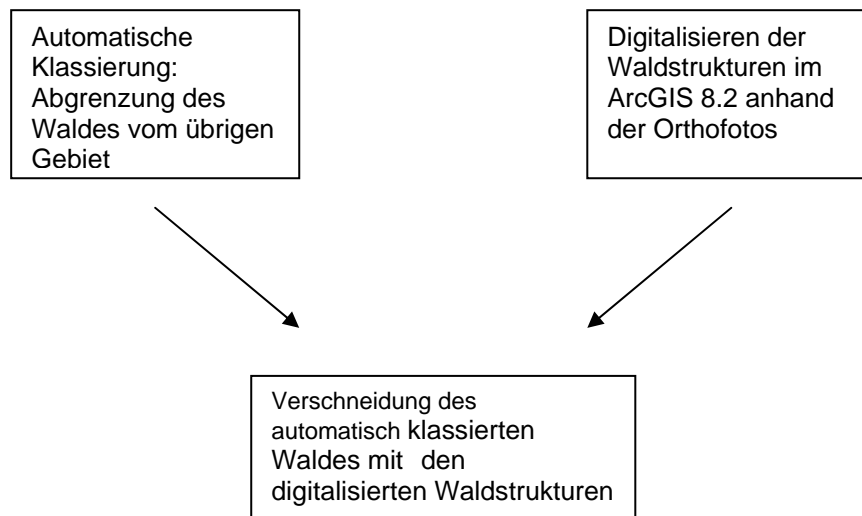 Automatische
Klassierung:
Abgrenzung des
Waldes vom übrigen
Gebiet
Digitalisieren der
Waldstrukturen im
ArcGIS 8.2 anhand
der Orthofotos
Verschneidung des
automatisch klassierten
Waldes mit den
digitalisierten Waldstrukturen